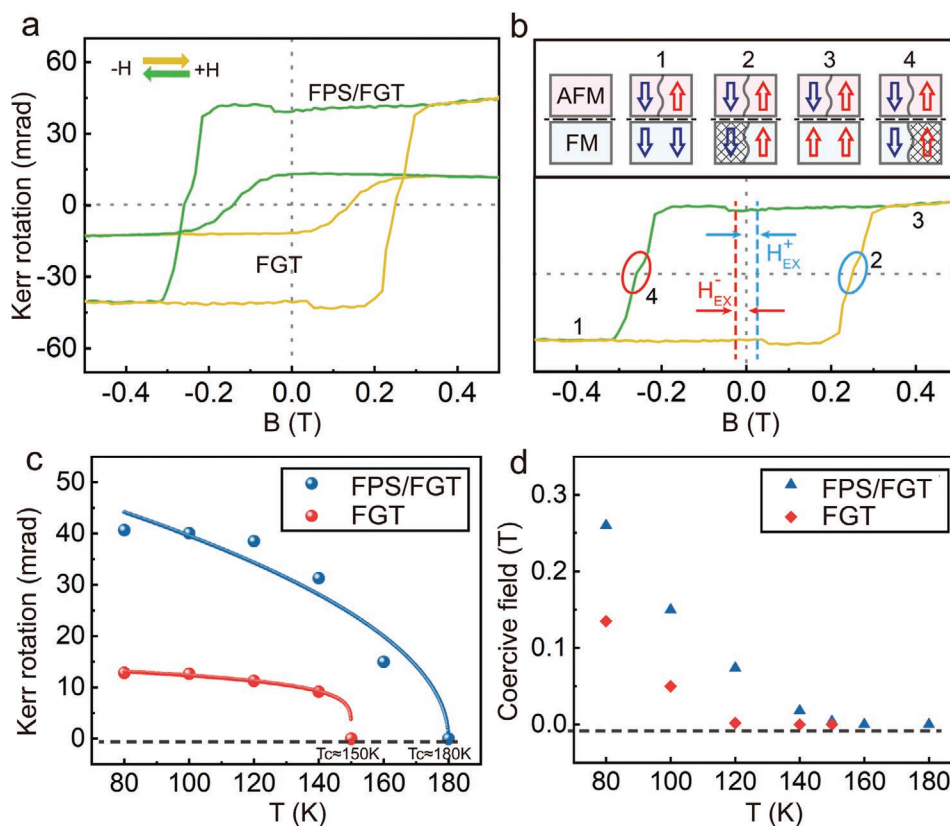 a
-H +H
FPS/FGT
FGT
Kerr rotation (mrad)
60
30
0
-30
-60
-0.4 -0.2 0.0 0.2 0.4
B (T)
b
1 2 3 4
AFM
FM
H_EX^+
H_EX^-
1
2
3
4
-0.4 -0.2 0.0 0.2 0.4
B (T)
c
FPS/FGT
FGT
Kerr rotation (mrad)
50
40
30
20
10
0
Tc≈150K Tc≈180K
80 100 120 140 160 180
T (K)
d
FPS/FGT
FGT
Coercive field (T)
0.3
0.2
0.1
0.0
80 100 120 140 160 180
T (K)